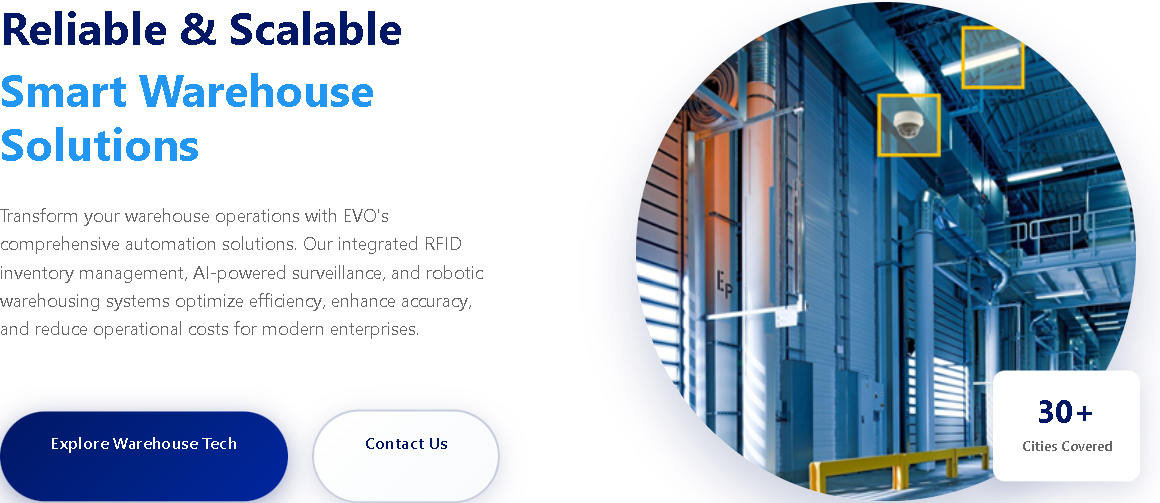 Reliable & Scalable
Smart Warehouse
Solutions
Transform your warehouse operations with EVO's
comprehensive automation solutions. Our integrated RFID
inventory management, AI-powered surveillance, and robotic
warehousing systems optimize efficiency, enhance accuracy,
and reduce operational costs for modern enterprises.
Explore Warehouse Tech
Contact Us
EP
30+
Cities Covered